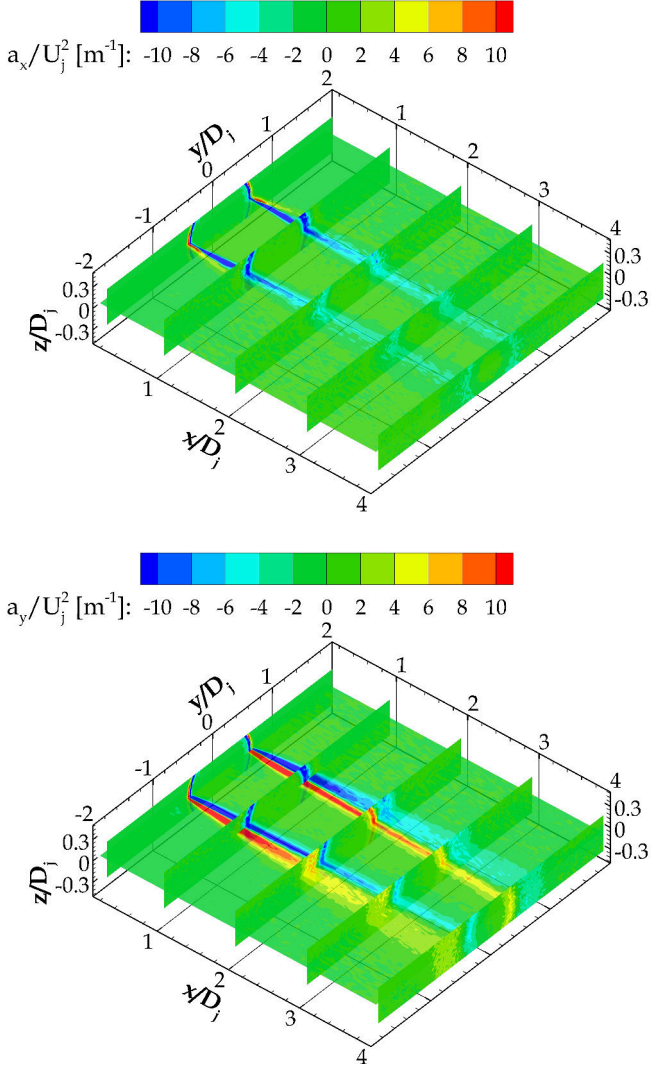 a_x/U_j^2 [m^-1]: -10 -8 -6 -4 -2 0 2 4 6 8 10
y/D_j
-2 -1 0 1 2
1 2 3 4
0.3
0
-0.3
z/D_j
0.3
0
-0.3
1 2 3 4
x/D_j
a_y/U_j^2 [m^-1]: -10 -8 -6 -4 -2 0 2 4 6 8 10
y/D_j
-2 -1 0 1 2
1 2 3 4
0.3
0
-0.3
z/D_j
0.3
0
-0.3
1 2 3 4
x/D_j